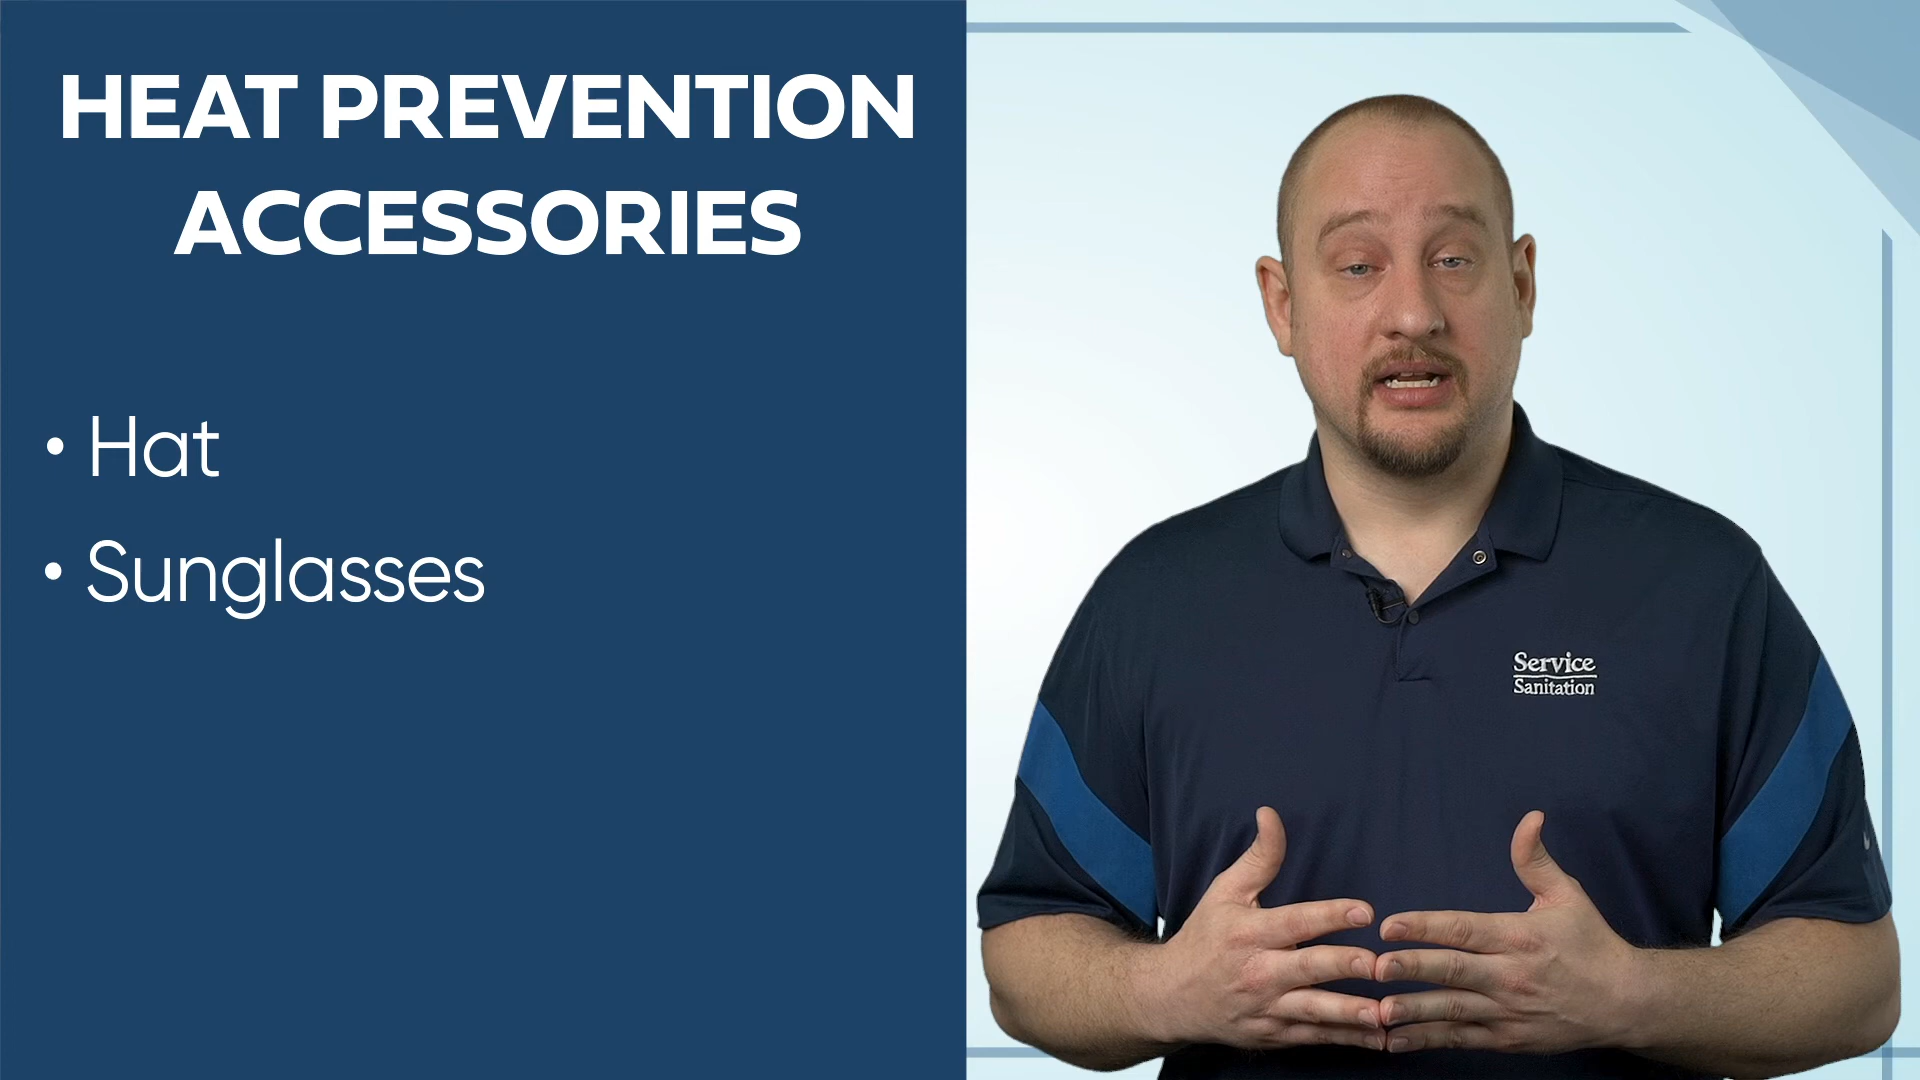 HEAT PREVENTION
ACCESSORIES
• Hat
• Sunglasses
Service
Sanitation